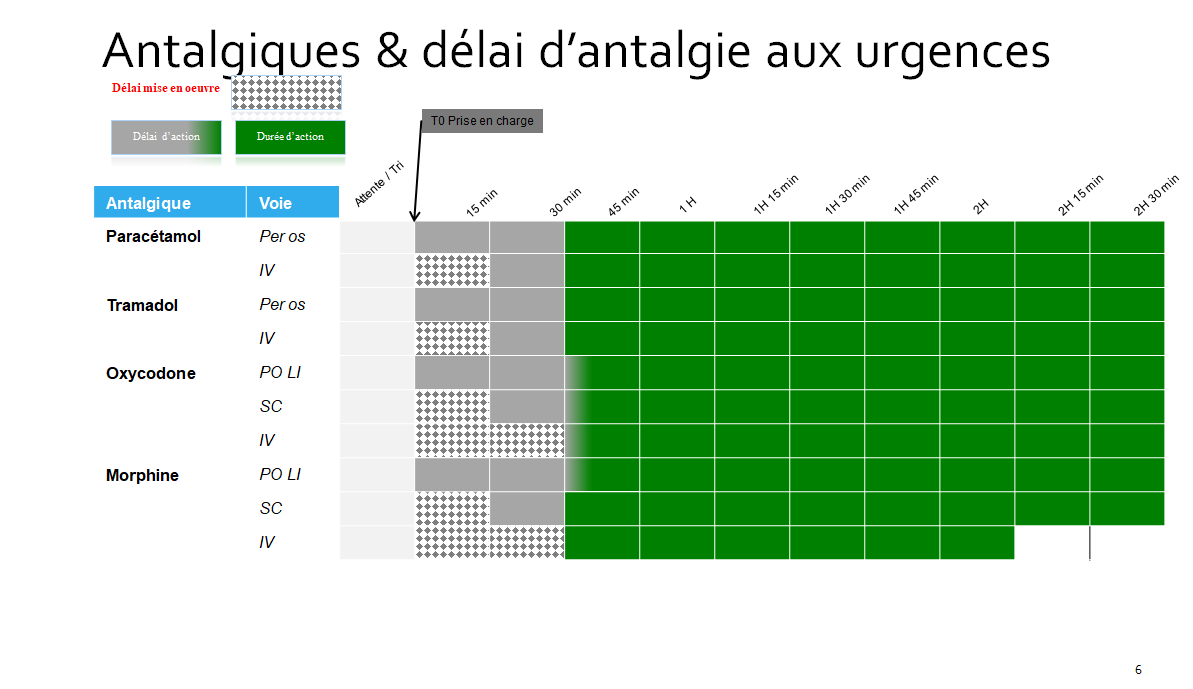 Antalgiques & délai d’antalgie aux urgences
Délai mise en oeuvre
T0 Prise en charge
Délai d’action
Durée d’action
Attente / Tri
15 min
30 min
45 min
1 H
1H 15 min
1H 30 min
1H 45 min
2H
2H 15 min
2H 30 min
Antalgique Voie
Paracétamol Per os
IV
Tramadol Per os
IV
Oxycodone PO LI
SC
IV
Morphine PO LI
SC
IV
6